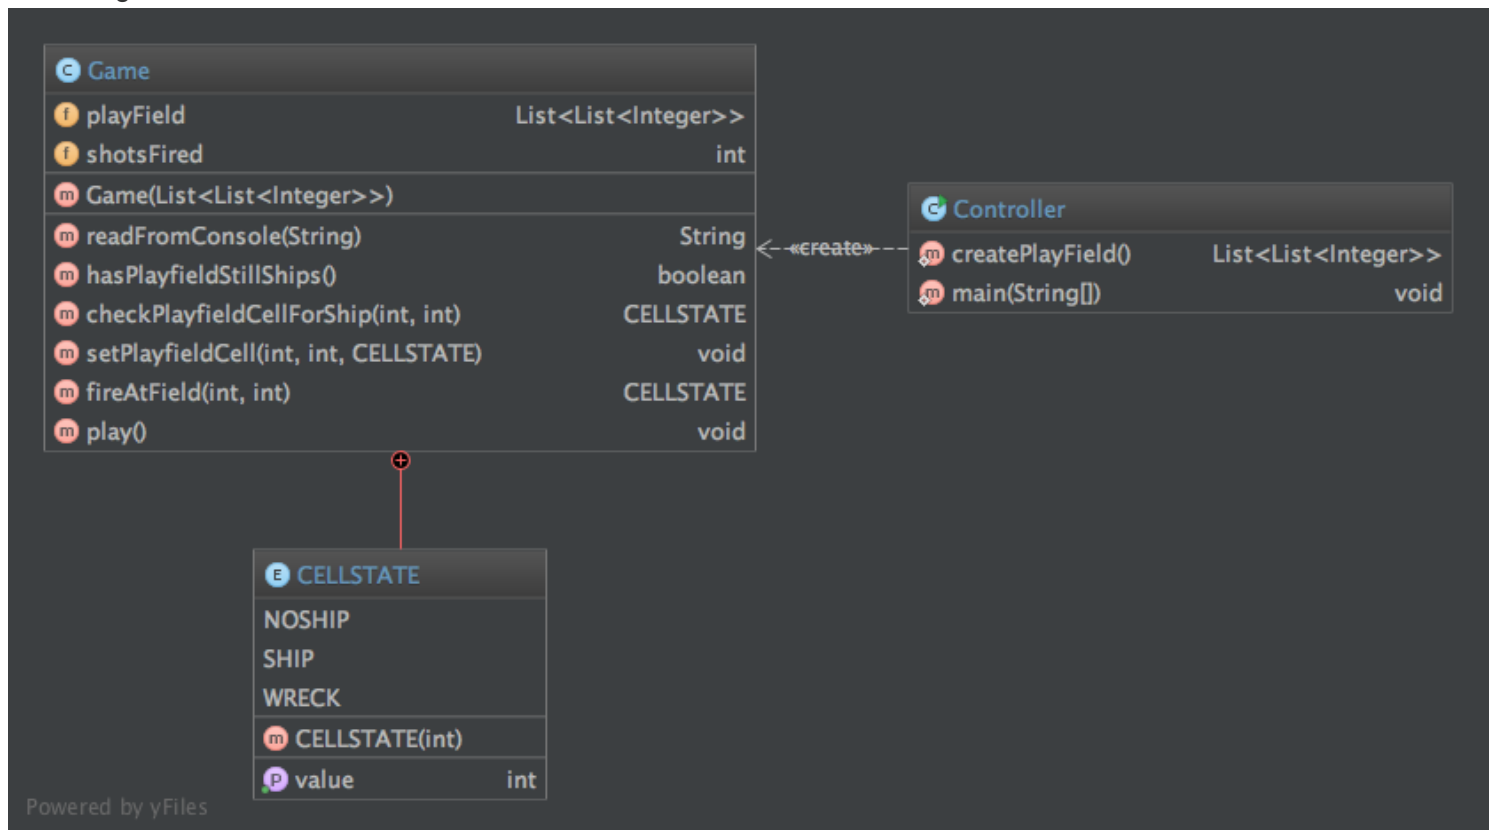 Game
playField List<List<Integer>>
shotsFired int
Game(List<List<Integer>>)
readFromConsole(String) String
hasPlayfieldStillShips() boolean
checkPlayfieldCellForShip(int, int) CELLSTATE
setPlayfieldCell(int, int, CELLSTATE) void
fireAtField(int, int) CELLSTATE
play() void
«create»
Controller
createPlayField() List<List<Integer>>
main(String[]) void
CELLSTATE
NOSHIP
SHIP
WRECK
CELLSTATE(int)
value int
Powered by yFiles